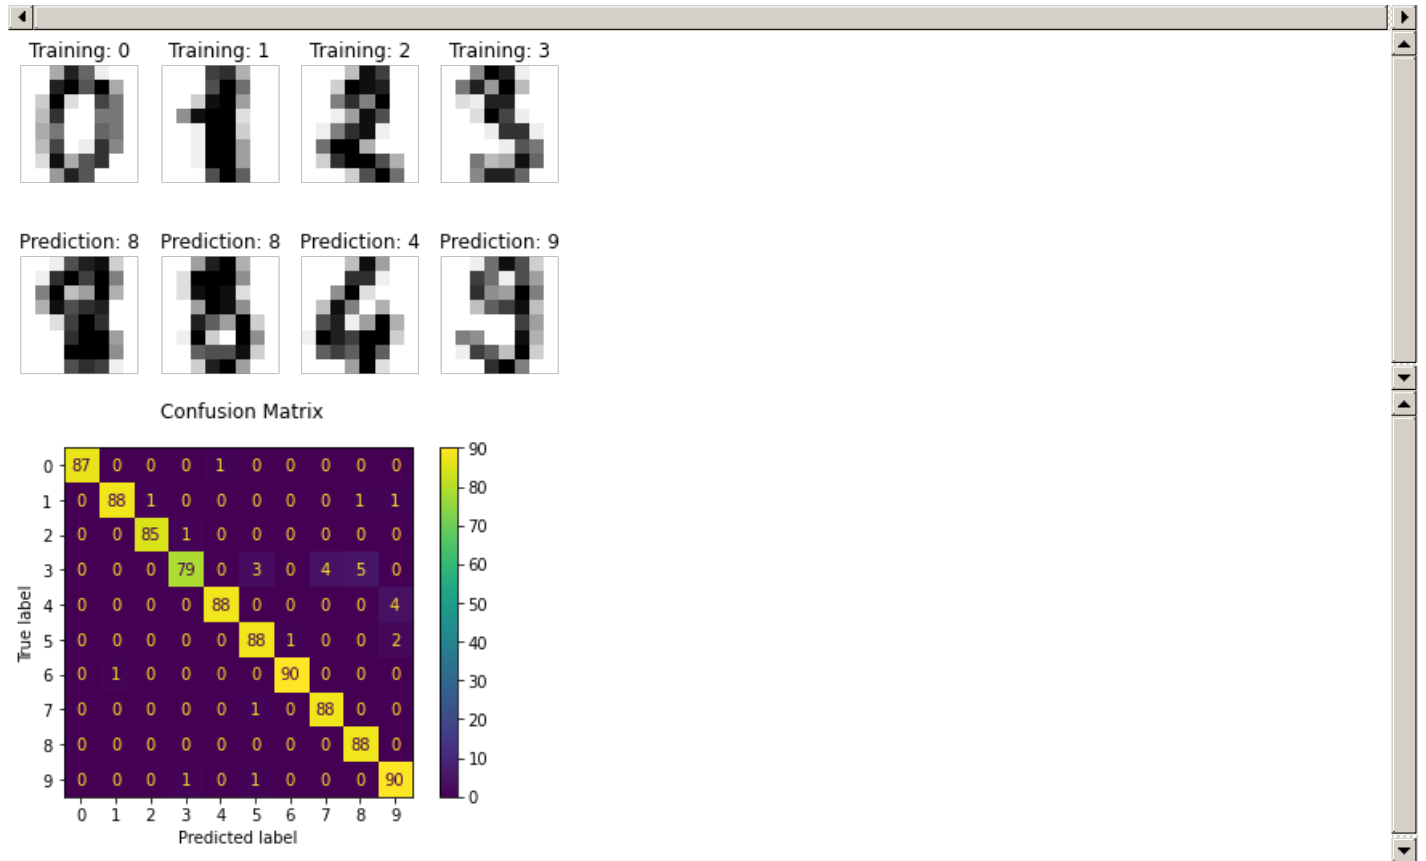 Training: 0 Training: 1 Training: 2 Training: 3
Prediction: 8 Prediction: 8 Prediction: 4 Prediction: 9
Confusion Matrix
0 87 0 0 0 1 0 0 0 0 0
1 0 88 1 0 0 0 0 0 1 1
2 0 0 85 1 0 0 0 0 0 0
3 0 0 0 79 0 3 0 4 5 0
4 0 0 0 0 88 0 0 0 0 4
5 0 0 0 0 0 88 1 0 0 2
6 0 1 0 0 0 0 90 0 0 0
7 0 0 0 0 0 1 0 88 0 0
8 0 0 0 0 0 0 0 0 88 0
9 0 0 0 1 0 1 0 0 0 90
0 1 2 3 4 5 6 7 8 9
Predicted label
True label
90
80
70
60
50
40
30
20
10
0